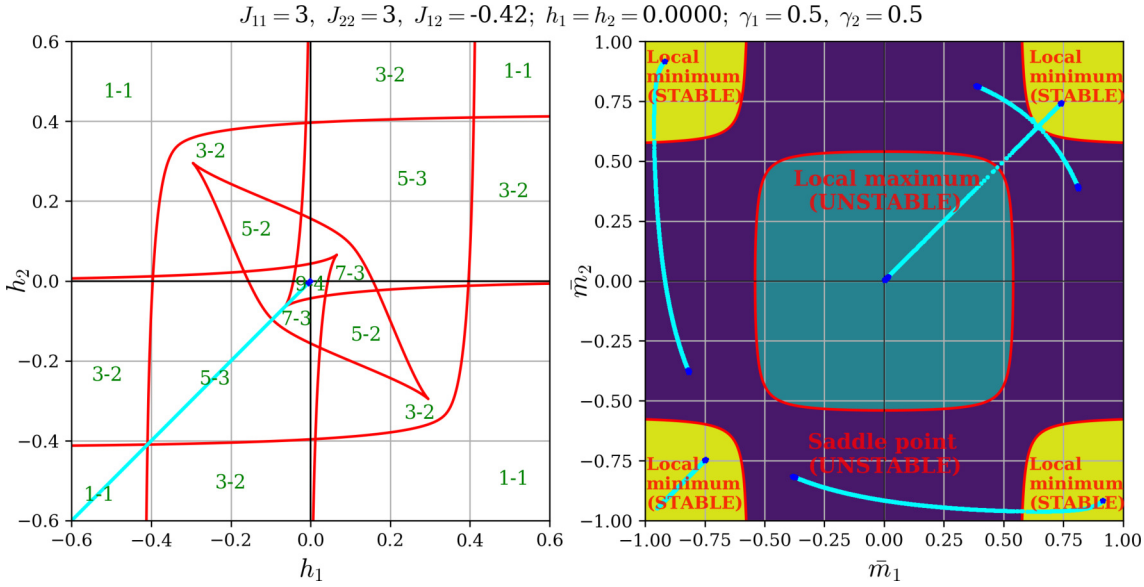 J₁₁ = 3, J₂₂ = 3, J₁₂ = -0.42; h₁ = h₂ = 0.0000; γ₁ = 0.5, γ₂ = 0.5
0.6
0.4
0.2
0.0
−0.2
−0.4
−0.6
h₂
−0.6 −0.4 −0.2 0.0 0.2 0.4 0.6
h₁
1-1
3-2
1-1
3-2
5-3
3-2
5-2
9-4
7-3
7-3
5-2
3-2
5-3
3-2
1-1
3-2
1-1
1.00
0.75
0.50
0.25
0.00
−0.25
−0.50
−0.75
−1.00
m̄₂
−1.00 −0.75 −0.50 −0.25 0.00 0.25 0.50 0.75 1.00
m̄₁
Local
minimum
(STABLE)
Local
minimum
(STABLE)
Local maximum
(UNSTABLE)
Saddle point
(UNSTABLE)
Local
minimum
(STABLE)
Local
minimum
(STABLE)